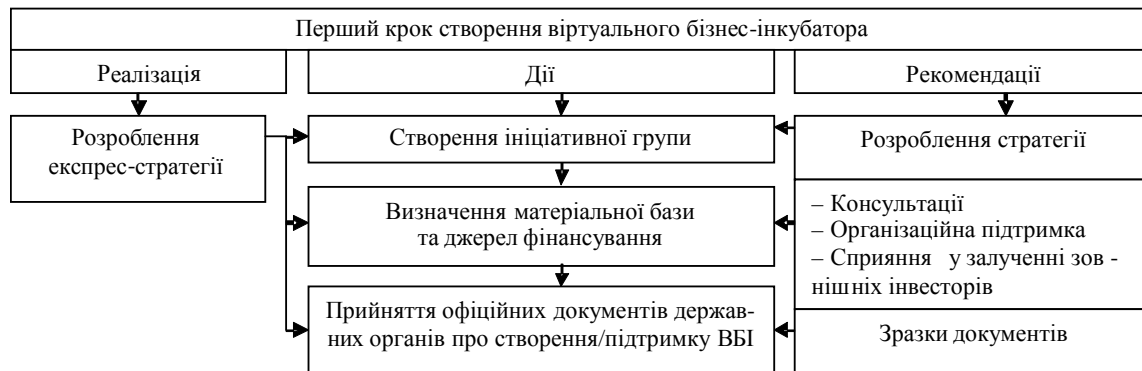 Перший крок створення віртуального бізнес-інкубатора
Реалізація
Дії
Рекомендації
Розроблення
експрес-стратегії
Створення ініціативної групи
Розроблення стратегії
Визначення матеріальної бази
та джерел фінансування
– Консультації
– Організаційна підтримка
– Сприяння у залученні зов -
нішніх інвесторів
Прийняття офіційних документів держав-
них органів про створення/підтримку ВБІ
Зразки документів